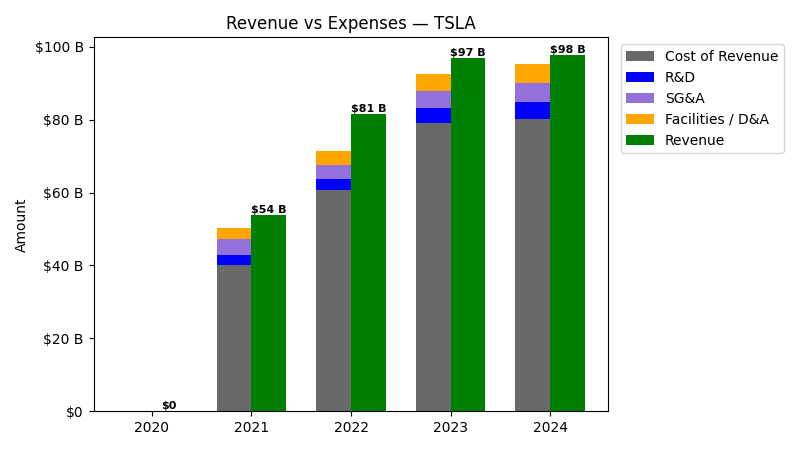 Revenue vs Expenses — TSLA
Amount
$100 B
$80 B
$60 B
$40 B
$20 B
$0
$0
$54 B
$81 B
$97 B
$98 B
2020
2021
2022
2023
2024
Cost of Revenue
R&D
SG&A
Facilities / D&A
Revenue